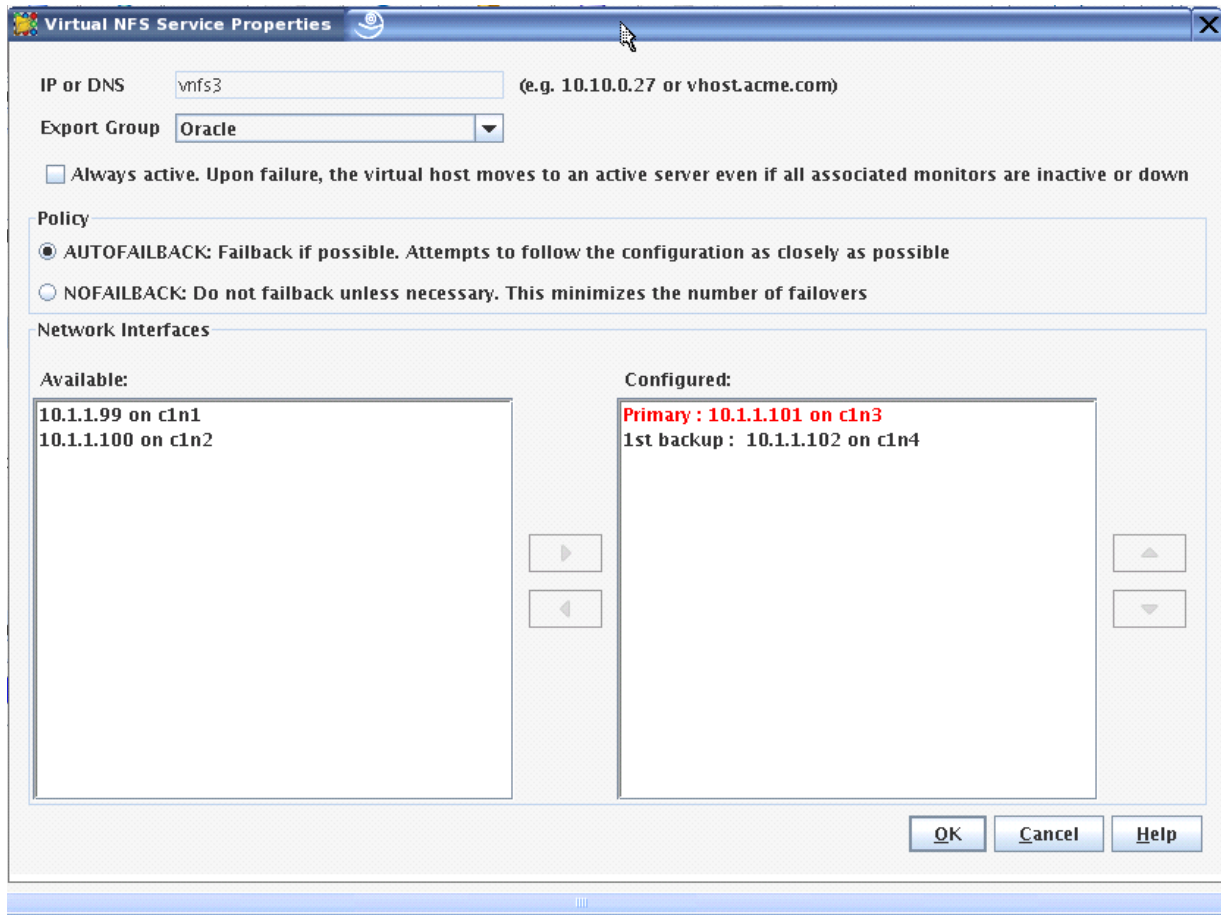 Virtual NFS Service Properties
IP or DNS vnfs3 (e.g. 10.10.0.27 or vhost.acme.com)
Export Group Oracle
Always active. Upon failure, the virtual host moves to an active server even if all associated monitors are inactive or down
Policy
AUTOFAILBACK: Failback if possible. Attempts to follow the configuration as closely as possible
NOFAILBACK: Do not failback unless necessary. This minimizes the number of failovers
Network Interfaces
Available:
10.1.1.99 on c1n1
10.1.1.100 on c1n2
Configured:
Primary : 10.1.1.101 on c1n3
1st backup : 10.1.1.102 on c1n4
OK Cancel Help